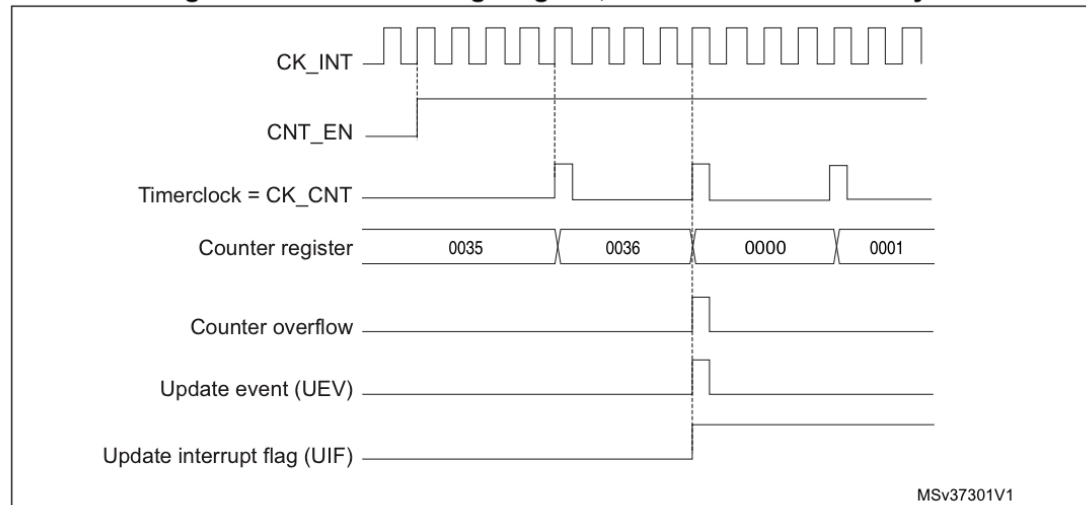 CK_INT
CNT_EN
Timerclock = CK_CNT
Counter register 0035 0036 0000 0001
Counter overflow
Update event (UEV)
Update interrupt flag (UIF)
MSv37301V1